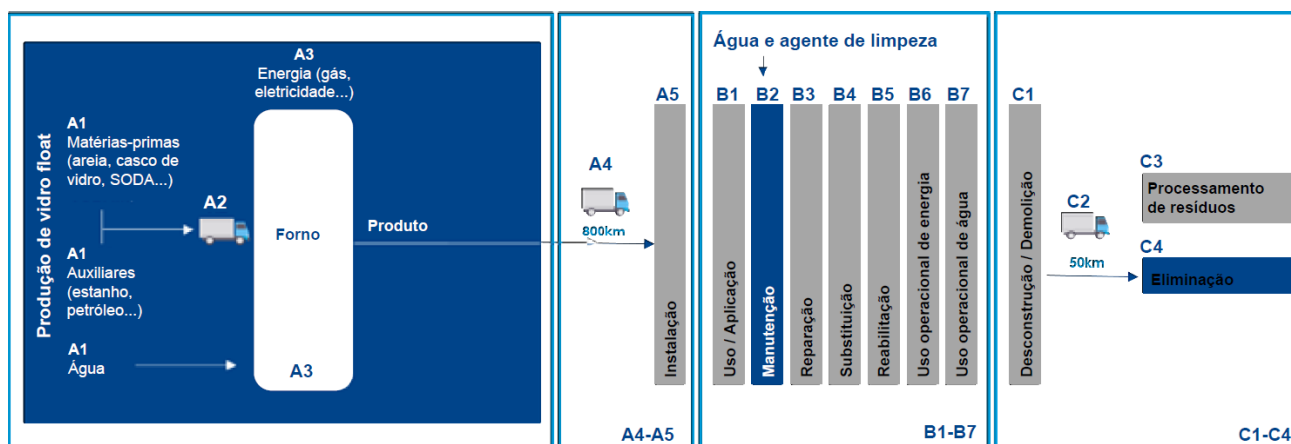 Produção de vidro float
A1
Matérias-primas
(areia, casco de
vidro, SODA...)
A2
A1
Auxiliares
(estanho,
petróleo...)
A1
Água
A3
Energia (gás,
eletricidade...)
Forno
A3
Produto
A4
800km
A5
Instalação
A4-A5
Água e agente de limpeza
B1
Uso / Aplicação
B2
Manutenção
B3
Reparação
B4
Substituição
B5
Reabilitação
B6
Uso operacional de energia
B7
Uso operacional de água
B1-B7
C1
Desconstrução / Demolição
C2
50km
C3
Processamento
de resíduos
C4
Eliminação
C1-C4